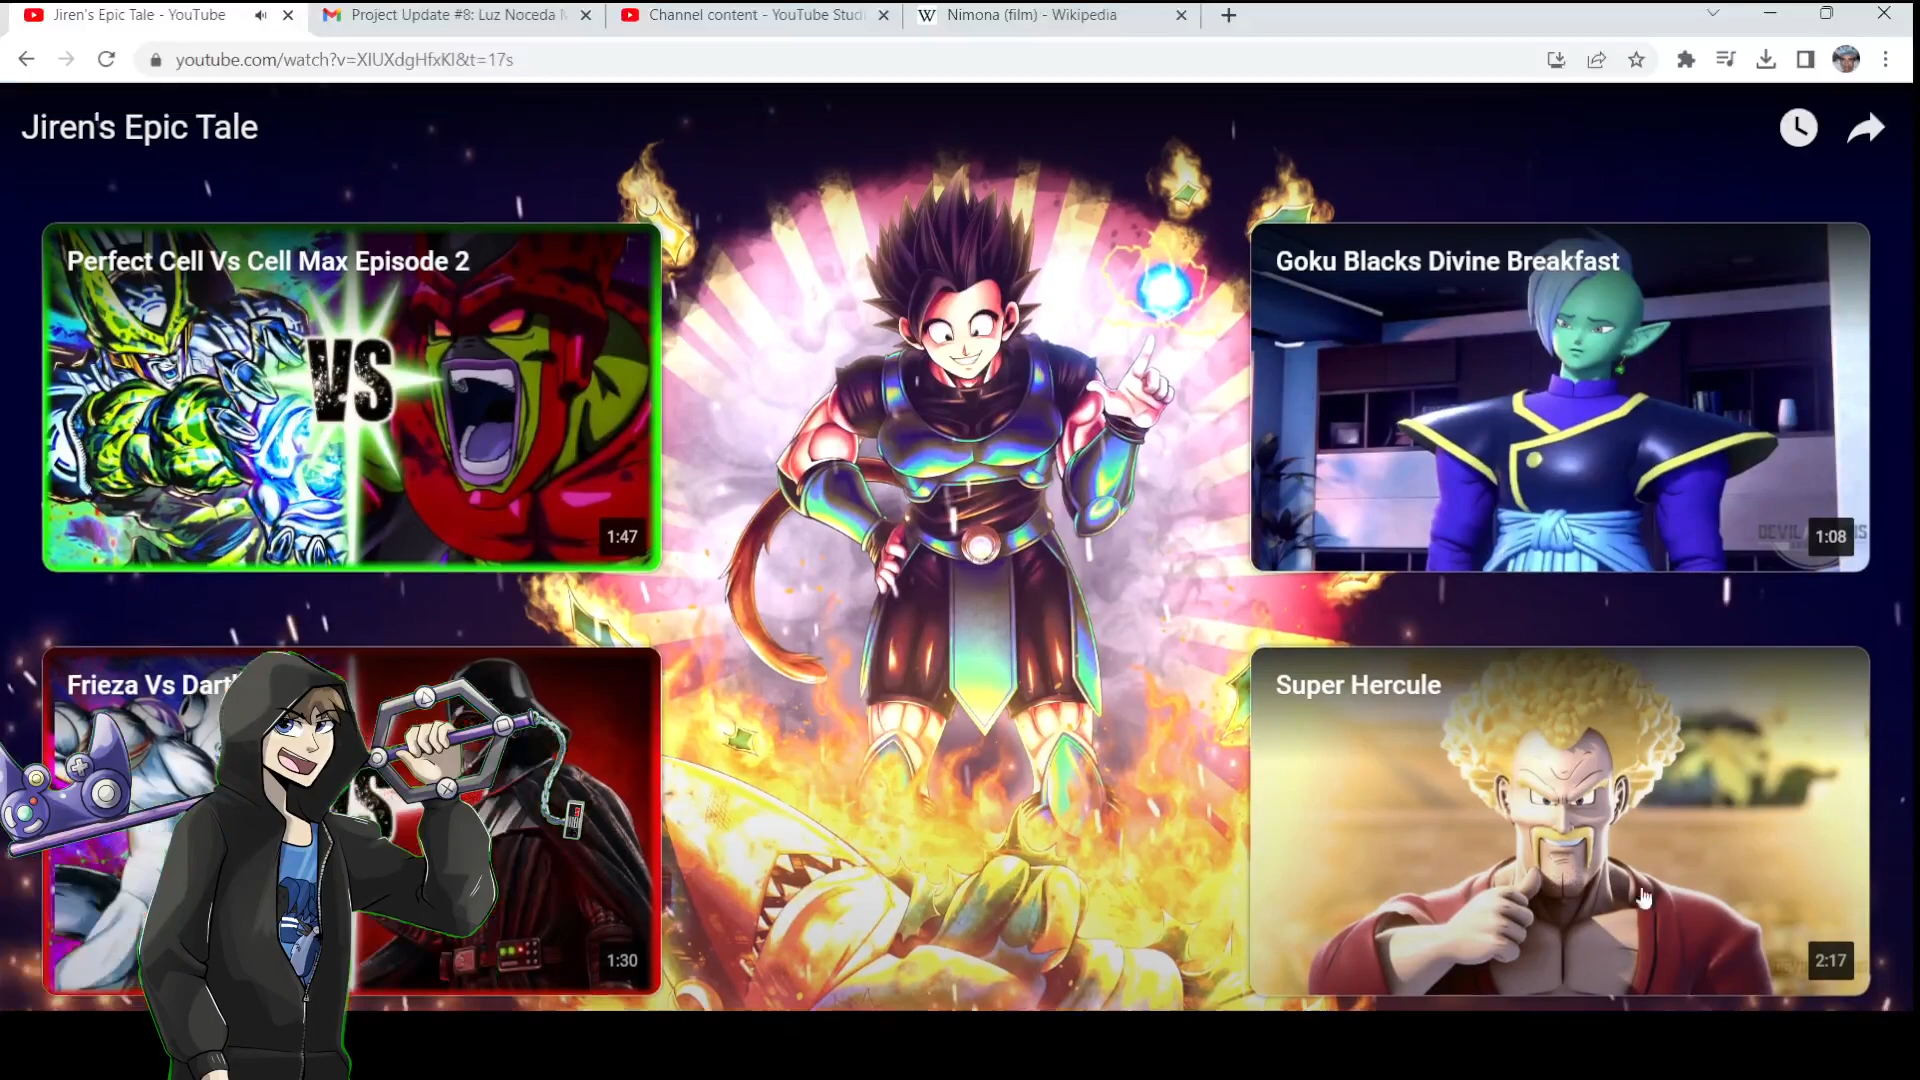 Jiren's Epic Tale - YouTube
Project Update #8: Luz Noceda
Channel content - YouTube Studi
Nimona (film) - Wikipedia
youtube.com/watch?v=XlUXdgHfxKI&t=17s
Jiren's Epic Tale
Perfect Cell Vs Cell Max Episode 2
VS
1:47
Goku Blacks Divine Breakfast
1:08
Frieza Vs Dart
1:30
Super Hercule
2:17